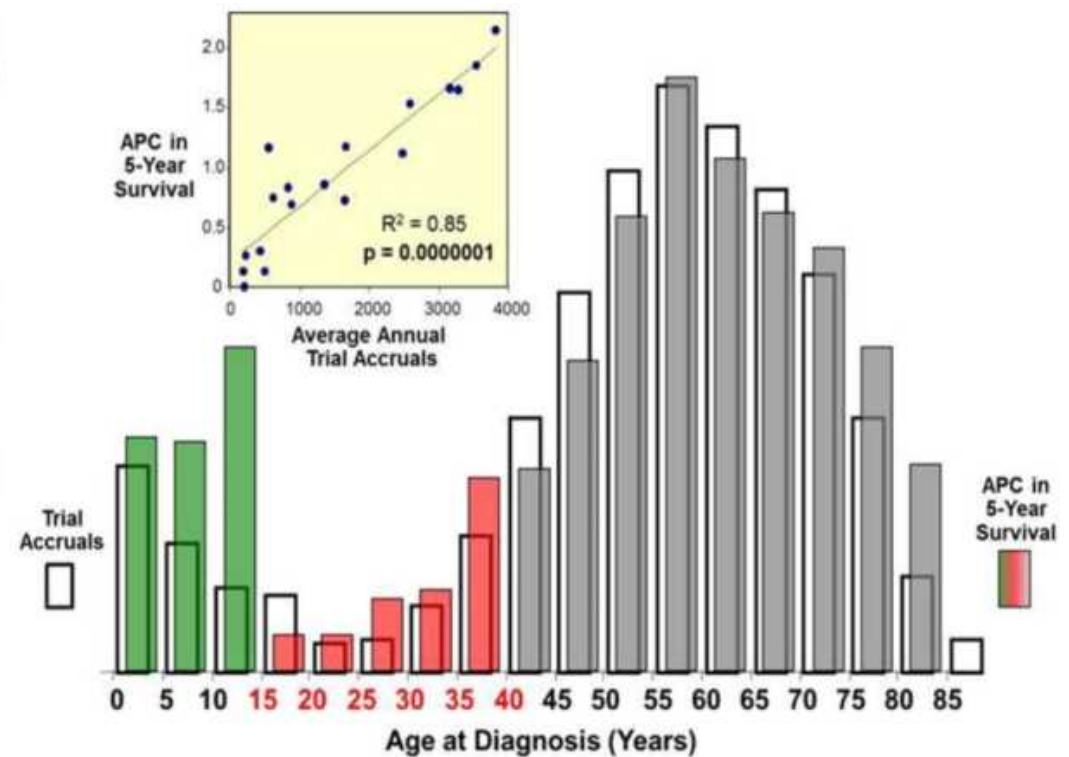 2.0
1.5
1.0
0.5
0
APC in
5-Year
Survival
R² = 0.85
p = 0.0000001
0 1000 2000 3000 4000
Average Annual
Trial Accruals
Trial
Accruals
APC in
5-Year
Survival
0 5 10 15 20 25 30 35 40 45 50 55 60 65 70 75 80 85
Age at Diagnosis (Years)